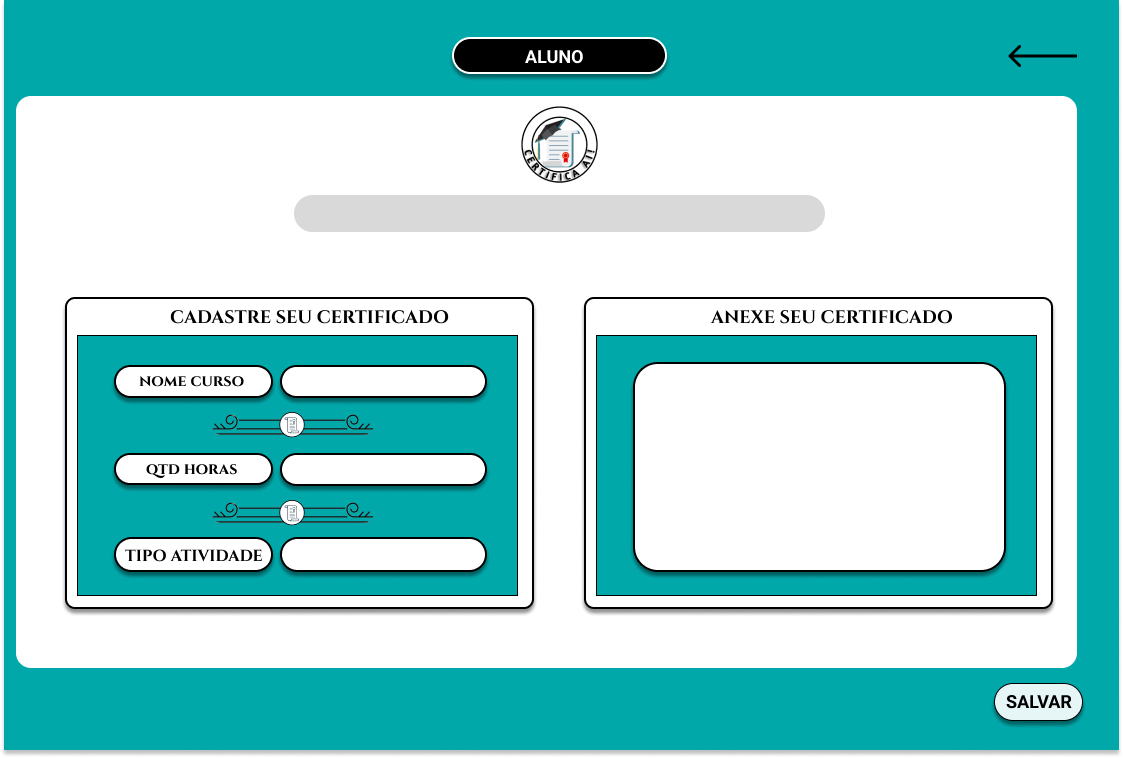 ALUNO
CERTIFICA AI!
CADASTRE SEU CERTIFICADO
ANEXE SEU CERTIFICADO
NOME CURSO
QTD HORAS
TIPO ATIVIDADE
SALVAR